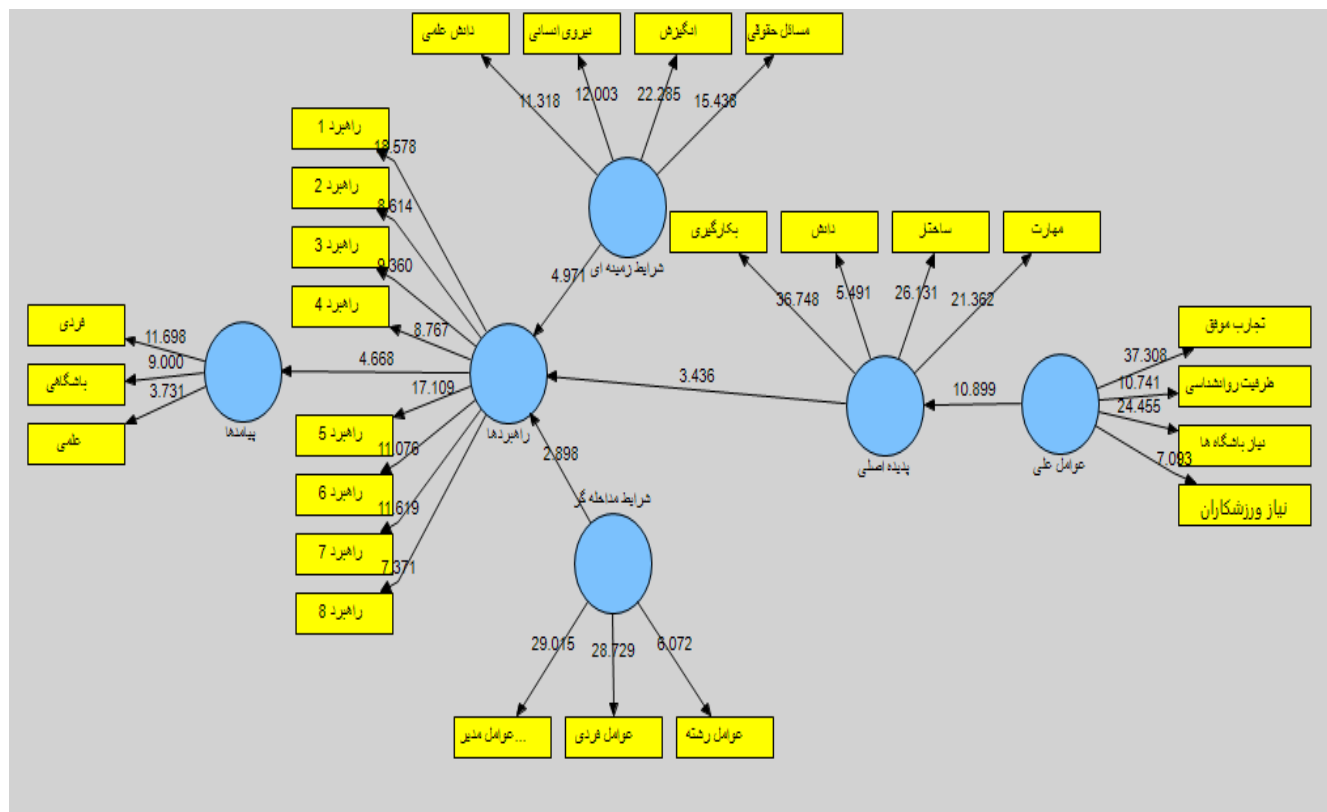 دانش علمی
نیروی انسانی
انگیزش
مسائل حقوقی
11.318
12.003
22.285
15.438
راهبرد 1
18.578
راهبرد 2
8.614
راهبرد 3
9.360
راهبرد 4
8.767
شرایط زمینه ای
4.971
بکارگیری
دانش
ساختار
مهارت
36.748
5.491
26.131
21.362
فردی
11.698
باشگاهی
9.000
علمی
3.731
پیامدها
4.668
راهبردها
3.436
پدیده اصلی
10.899
عوامل علی
تجارب موفق
37.308
ظرفیت روانشناسی
10.741
نیاز باشگاه ها
24.455
نیاز ورزشکاران
7.093
17.109
راهبرد 5
11.076
راهبرد 6
11.619
راهبرد 7
7.371
راهبرد 8
2.898
شرایط مداخله گر
29.015
28.729
6.072
عوامل مدیر...
عوامل فردی
عوامل رشته